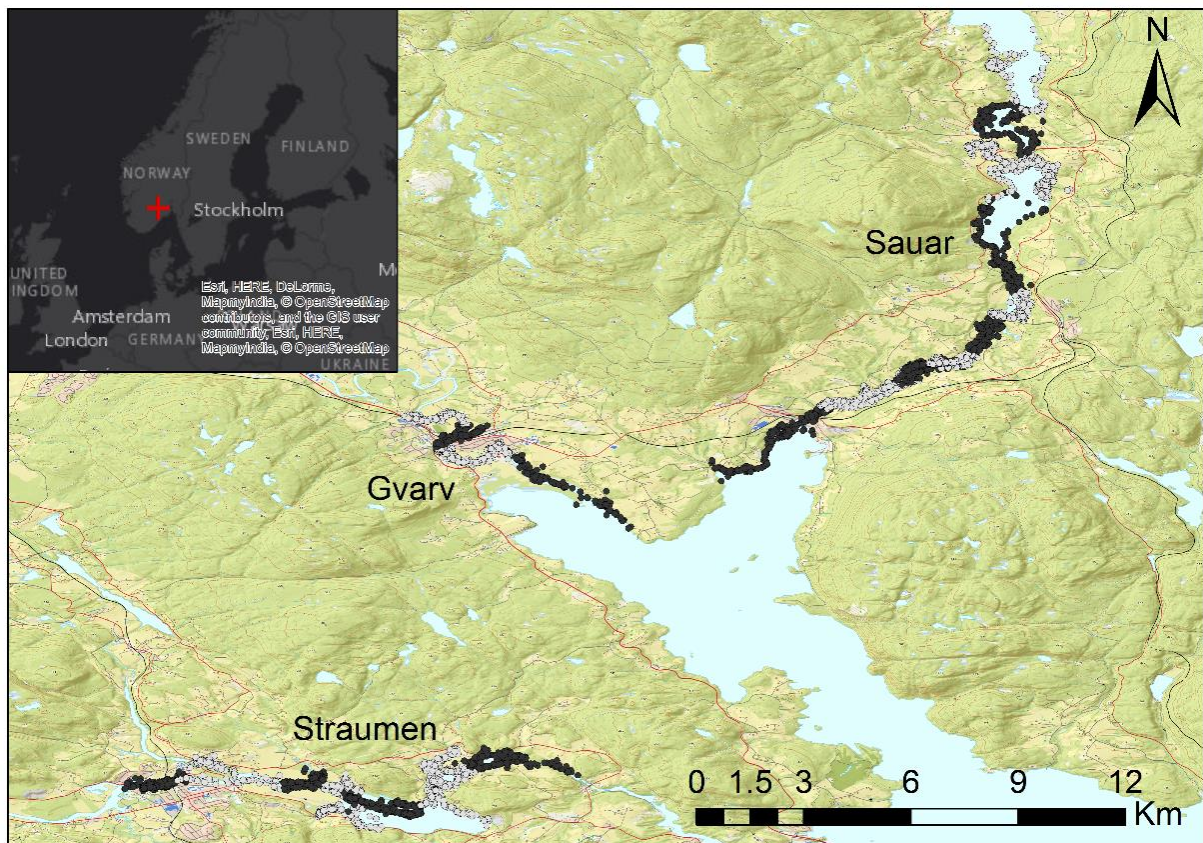 SWEDEN
FINLAND
NORWAY
Stockholm
UNITED
INGDOM
Amsterdam
London
GERMAN
UKRAINE
Esri, HERE, DeLorme,
MapmyIndia, © OpenStreetMap
contributors, and the GIS user
community, Esri, HERE,
MapmyIndia, © OpenStreetMap
N
Sauar
Gvarv
Straumen
0 1.5 3 6 9 12
Km